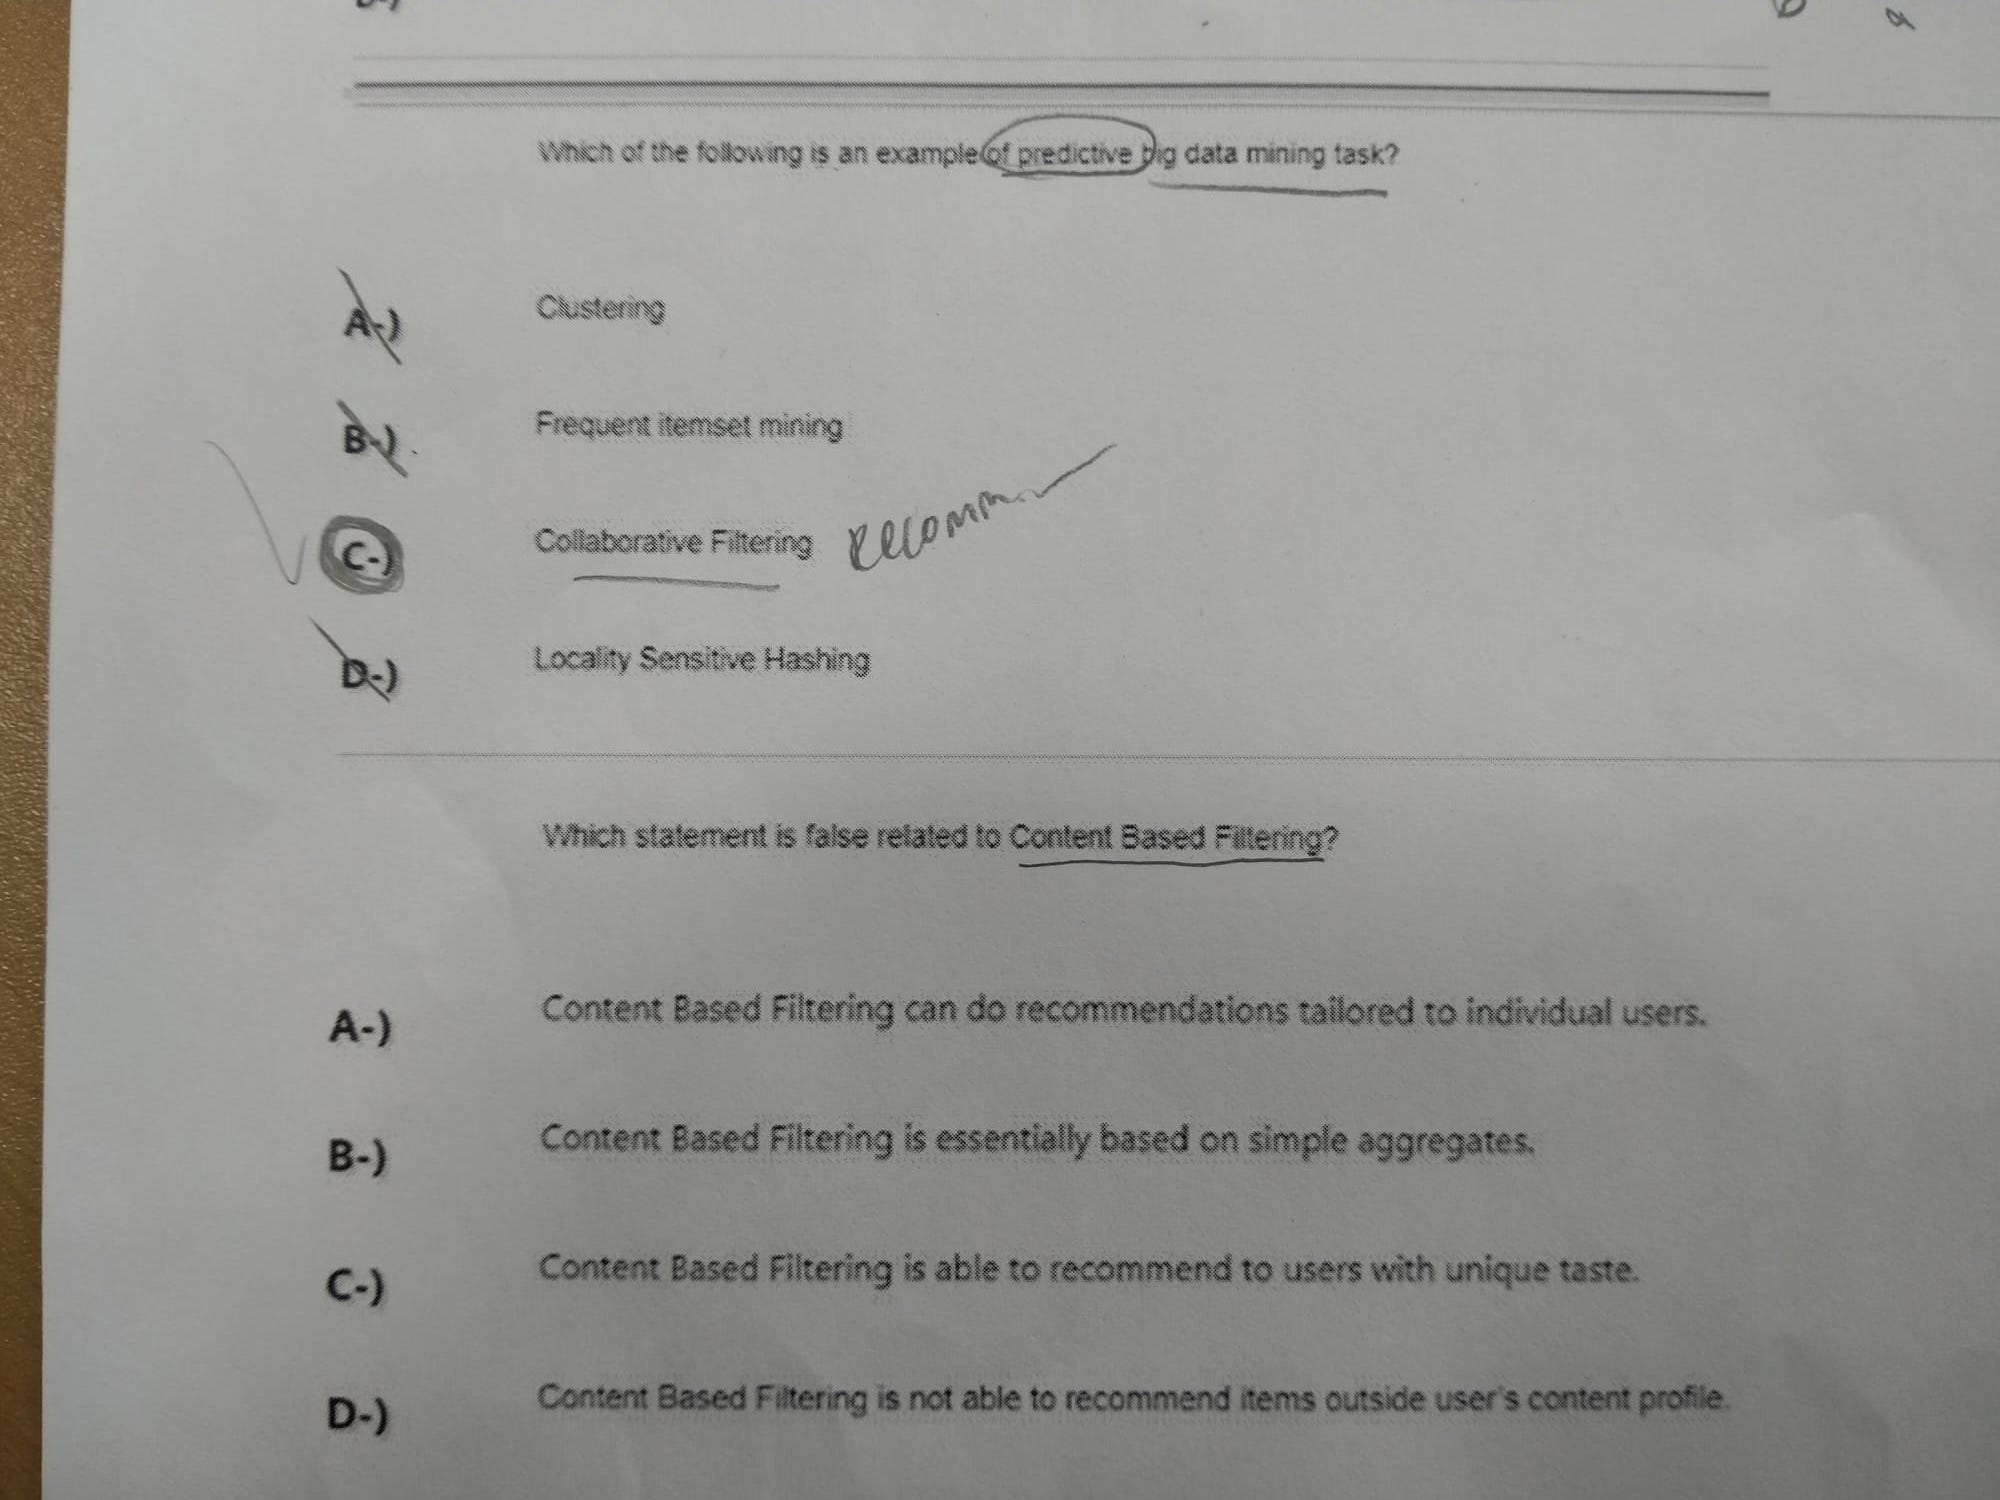 Which of the following is an example of predictive big data mining task?
A-) Clustering
B-) Frequent itemset mining
C-) Collaborative Filtering Recomm
D-) Locality Sensitive Hashing
Which statement is false related to Content Based Filtering?
A-) Content Based Filtering can do recommendations tailored to individual users.
B-) Content Based Filtering is essentially based on simple aggregates.
C-) Content Based Filtering is able to recommend to users with unique taste.
D-) Content Based Filtering is not able to recommend items outside user's content profile.